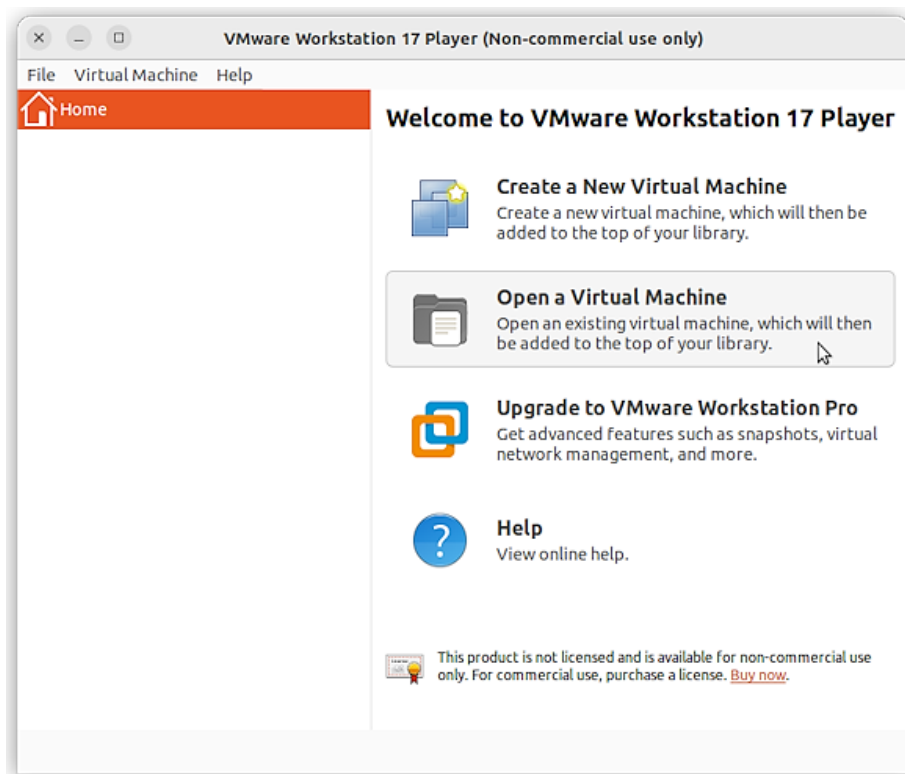 VMware Workstation 17 Player (Non-commercial use only)
File Virtual Machine Help
Home
Welcome to VMware Workstation 17 Player
Create a New Virtual Machine
Create a new virtual machine, which will then be
added to the top of your library.
Open a Virtual Machine
Open an existing virtual machine, which will then
be added to the top of your library.
Upgrade to VMware Workstation Pro
Get advanced features such as snapshots, virtual
network management, and more.
Help
View online help.
This product is not licensed and is available for non-commercial use
only. For commercial use, purchase a license. Buy now.